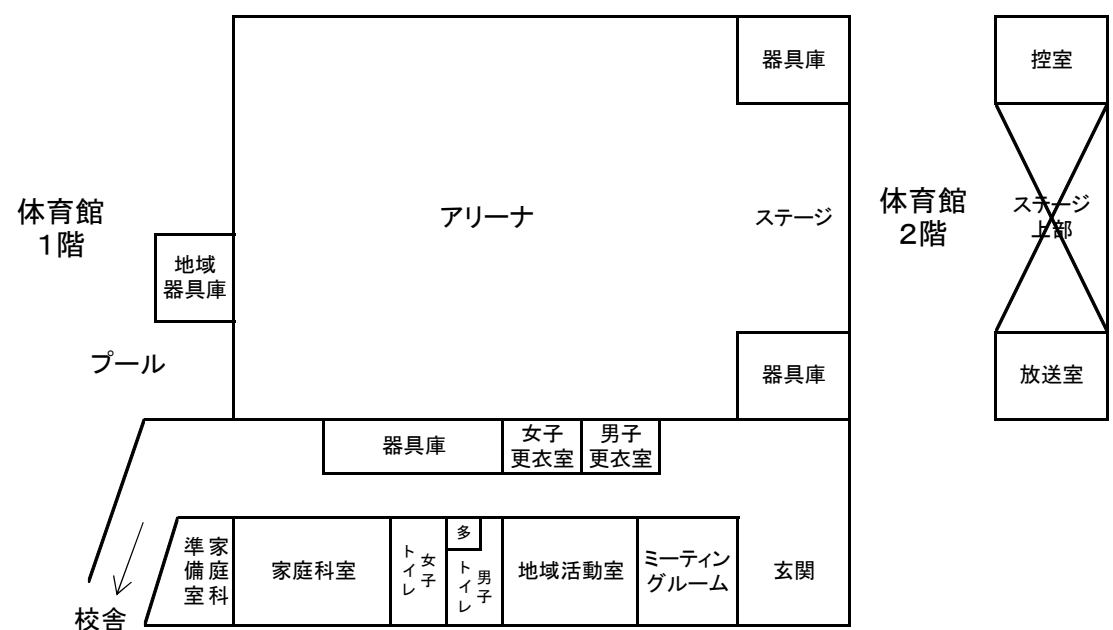 器具庫
控室
体育館
1階
アリーナ
ステージ
体育館
2階
ステージ
上部
地域
器具庫
プール
器具庫
放送室
器具庫
女子
更衣室
男子
更衣室
家庭科
準備室
家庭科室
女子
トイレ
多
男子
トイレ
地域活動室
ミーティン
グルーム
玄関
校舎